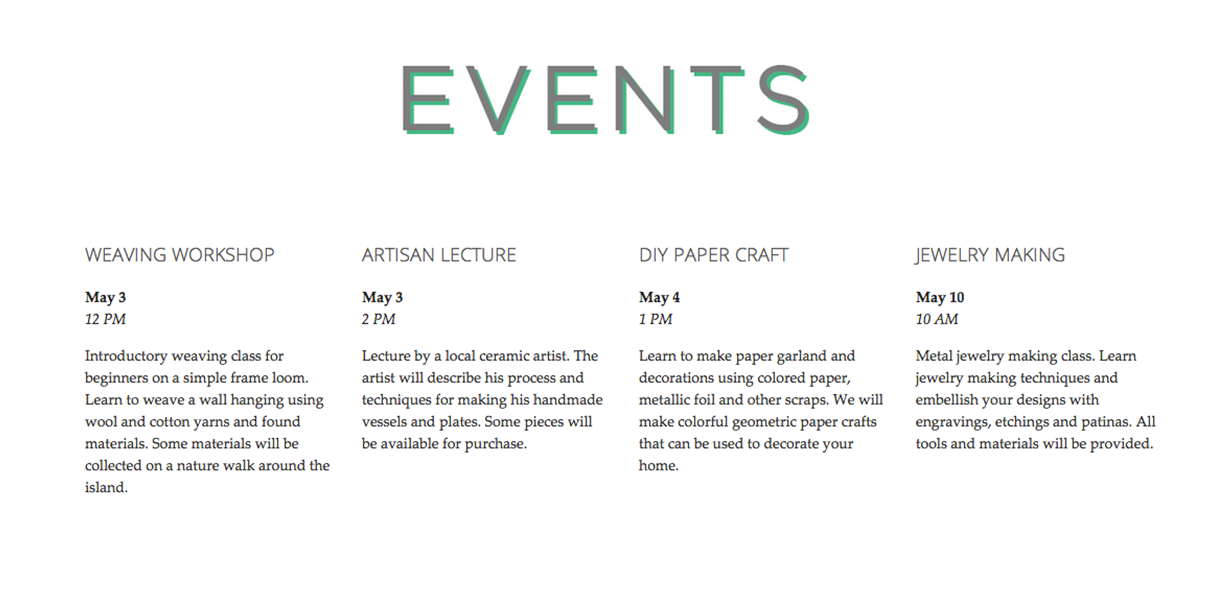 EVENTS
WEAVING WORKSHOP
May 3
12 PM
Introductory weaving class for
beginners on a simple frame loom.
Learn to weave a wall hanging using
wool and cotton yarns and found
materials. Some materials will be
collected on a nature walk around the
island.
ARTISAN LECTURE
May 3
2 PM
Lecture by a local ceramic artist. The
artist will describe his process and
techniques for making his handmade
vessels and plates. Some pieces will
be available for purchase.
DIY PAPER CRAFT
May 4
1 PM
Learn to make paper garland and
decorations using colored paper,
metallic foil and other scraps. We will
make colorful geometric paper crafts
that can be used to decorate your
home.
JEWELRY MAKING
May 10
10 AM
Metal jewelry making class. Learn
jewelry making techniques and
embellish your designs with
engravings, etchings and patinas. All
tools and materials will be provided.